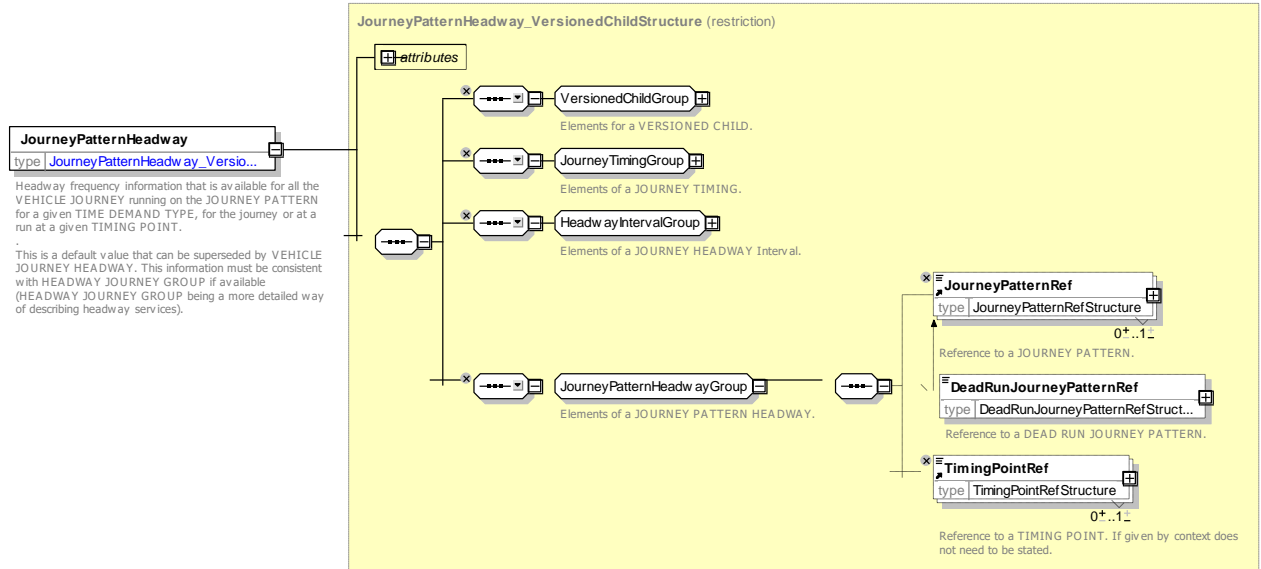 JourneyPatternHeadway_VersionedChildStructure (restriction)
attributes
VersionedChildGroup
Elements for a VERSIONED CHILD.
JourneyPatternHeadway
type JourneyPatternHeadway_Versio...
Headway frequency information that is available for all the
VEHICLE JOURNEY running on the JOURNEY PATTERN
for a given TIME DEMAND TYPE, for the journey or at a
run at a given TIMING POINT.
.
This is a default value that can be superseded by VEHICLE
JOURNEY HEADWAY. This information must be consistent
with HEADWAY JOURNEY GROUP if available
(HEADWAY JOURNEY GROUP being a more detailed way
of describing headway services).
JourneyTimingGroup
Elements of a JOURNEY TIMING.
HeadwayIntervalGroup
Elements of a JOURNEY HEADWAY Interval.
JourneyPatternRef
type JourneyPatternRefStructure
0..1
Reference to a JOURNEY PATTERN.
JourneyPatternHeadwayGroup
Elements of a JOURNEY PATTERN HEADWAY.
DeadRunJourneyPatternRef
type DeadRunJourneyPatternRefStruct...
Reference to a DEAD RUN JOURNEY PATTERN.
TimingPointRef
type TimingPointRefStructure
0..1
Reference to a TIMING POINT. If given by context does
not need to be stated.